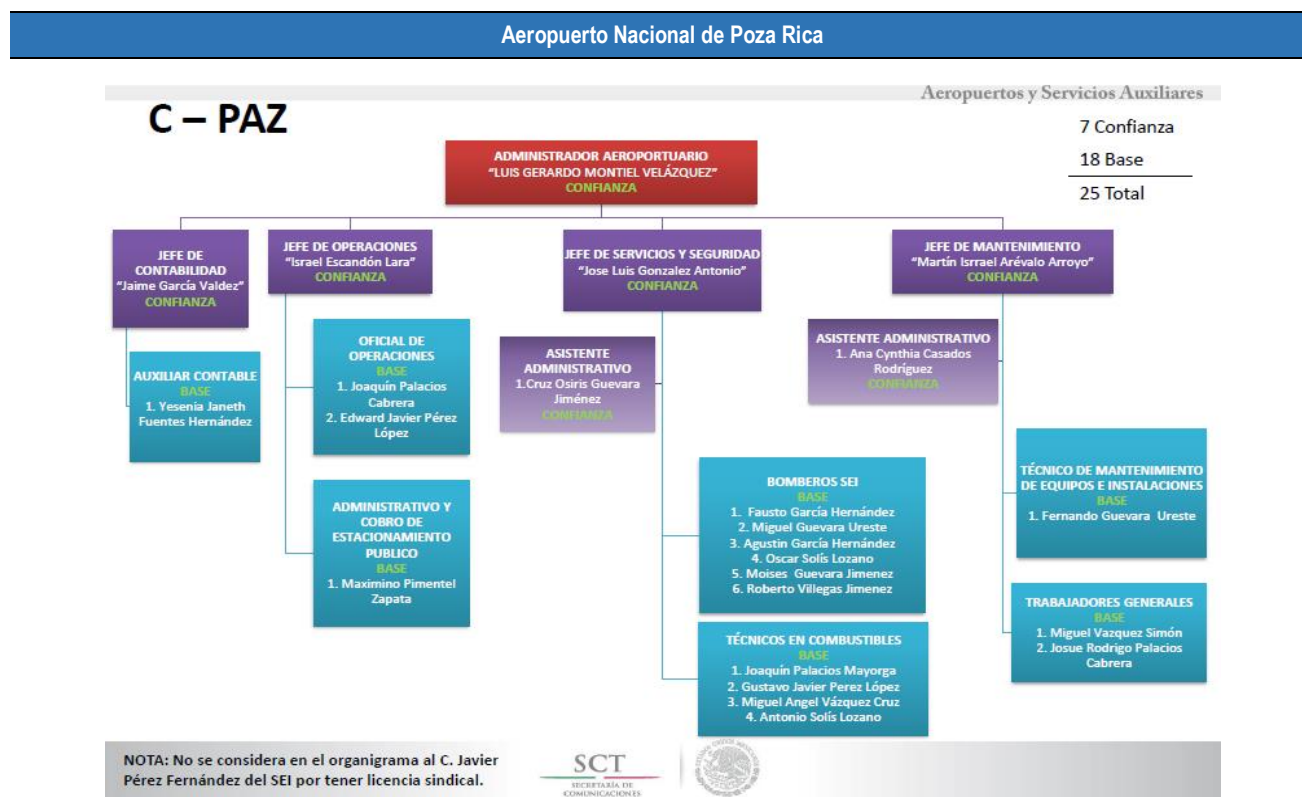 Aeropuerto Nacional de Poza Rica
Aeropuertos y Servicios Auxiliares
C – PAZ
7 Confianza
18 Base
25 Total
ADMINISTRADOR AEROPORTUARIO
"LUIS GERARDO MONTIEL VELÁZQUEZ"
CONFIANZA
JEFE DE
CONTABILIDAD
"Jaime García Valdez"
CONFIANZA
JEFE DE OPERACIONES
"Israel Escandón Lara"
CONFIANZA
JEFE DE SERVICIOS Y SEGURIDAD
"Jose Luis Gonzalez Antonio"
CONFIANZA
JEFE DE MANTENIMIENTO
"Martín Isrrael Arévalo Arroyo"
CONFIANZA
AUXILIAR CONTABLE
BASE
1. Yesenia Janeth
Fuentes Hernández
OFICIAL DE
OPERACIONES
BASE
1. Joaquín Palacios
Cabrera
2. Edward Javier Pérez
López
ADMINISTRATIVO Y
COBRO DE
ESTACIONAMIENTO
PUBLICO
BASE
1. Maximino Pimentel
Zapata
ASISTENTE
ADMINISTRATIVO
1.Cruz Osiris Guevara
Jiménez
CONFIANZA
BOMBEROS SEI
BASE
1. Fausto García Hernández
2. Miguel Guevara Ureste
3. Agustin García Hernández
4. Oscar Solís Lozano
5. Moises Guevara Jimenez
6. Roberto Villegas Jimenez
TÉCNICOS EN COMBUSTIBLES
BASE
1. Joaquín Palacios Mayorga
2. Gustavo Javier Perez López
3. Miguel Angel Vázquez Cruz
4. Antonio Solís Lozano
ASISTENTE ADMINISTRATIVO
1. Ana Cynthia Casados
Rodríguez
CONFIANZA
TÉCNICO DE MANTENIMIENTO
DE EQUIPOS E INSTALACIONES
BASE
1. Fernando Guevara Ureste
TRABAJADORES GENERALES
BASE
1. Miguel Vazquez Simón
2. Josue Rodrigo Palacios
Cabrera
NOTA: No se considera en el organigrama al C. Javier
Pérez Fernández del SEI por tener licencia sindical.
SCT
SECRETARÍA DE
COMUNICACIONES